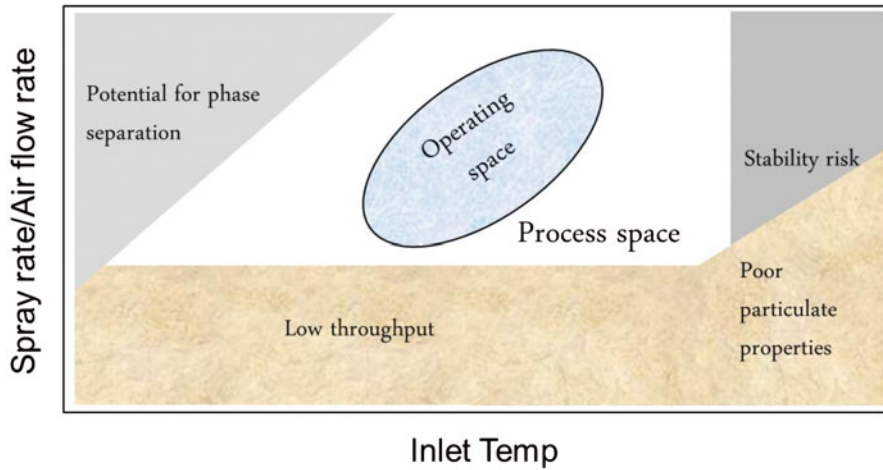 Spray rate/Air flow rate
Potential for phase
separation
Operating
space
Process space
Stability risk
Low throughput
Poor
particulate
properties
Inlet Temp